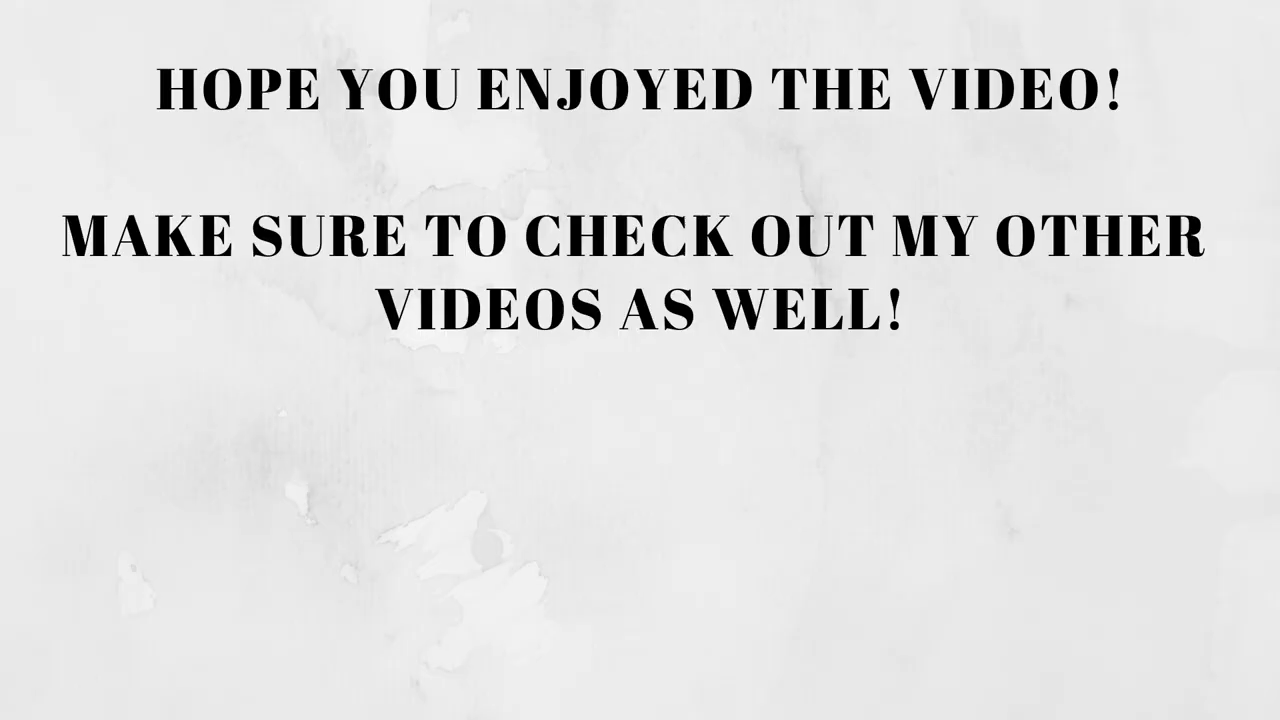 HOPE YOU ENJOYED THE VIDEO!
MAKE SURE TO CHECK OUT MY OTHER
VIDEOS AS WELL!